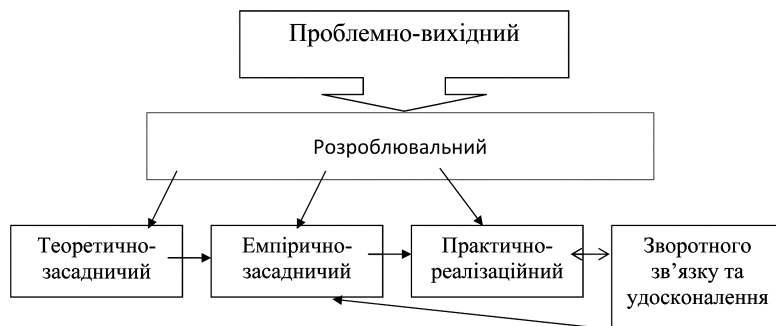 Проблемно-вихідний
Розроблювальний
Теоретично-
засадничий
Емпірично-
засадничий
Практично-
реалізаційний
Зворотного
зв’язку та
удосконалення